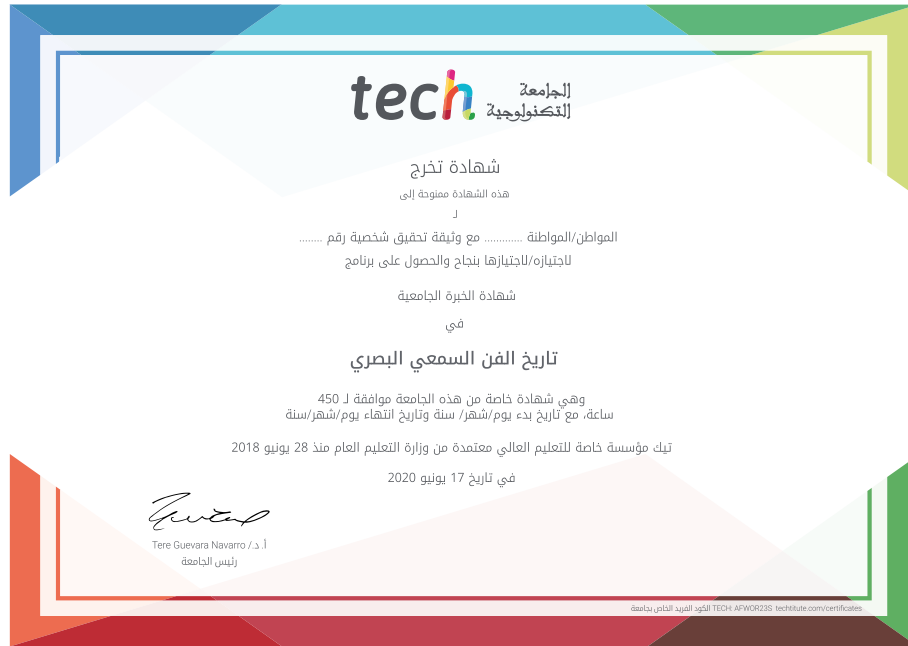 tech الجامعة
التكنولوجية
شهادة تخرج
هذه الشهادة ممنوحة إلى
لـ
المواطن/المواطنة ............ مع وثيقة تحقيق شخصية رقم ........
لاجتيازه/لاجتيازها بنجاح والحصول على برنامج
شهادة الخبرة الجامعية
في
تاريخ الفن السمعي البصري
وهي شهادة خاصة من هذه الجامعة موافقة لـ 450
ساعة، مع تاريخ بدء يوم/شهر/ سنة وتاريخ انتهاء يوم/شهر/سنة
تيك مؤسسة خاصة للتعليم العالي معتمدة من وزارة التعليم العام منذ 28 يونيو 2018
في تاريخ 17 يونيو 2020
أ. د./ Tere Guevara Navarro
رئيس الجامعة
الكود الفريد الخاص بجامعة TECH: AFWOR23S techtitute.com/certificates